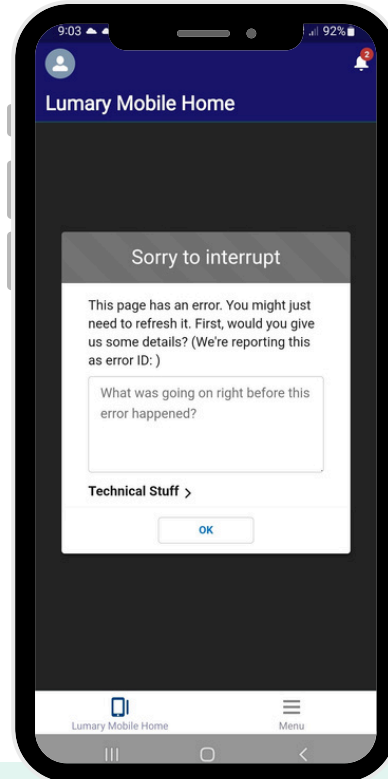 9:03
92%
2
Lumary Mobile Home
Sorry to interrupt
This page has an error. You might just
need to refresh it. First, would you give
us some details? (We're reporting this
as error ID: )
What was going on right before this
error happened?
Technical Stuff >
OK
Lumary Mobile Home
Menu